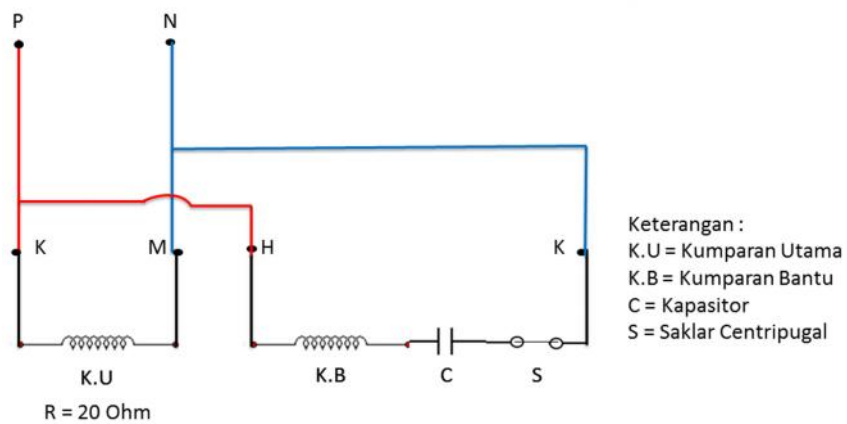 P
N
K
M
H
K
K.U
K.B
C
S
R = 20 Ohm
Keterangan :
K.U = Kumparan Utama
K.B = Kumparan Bantu
C = Kapasitor
S = Saklar Centripugal